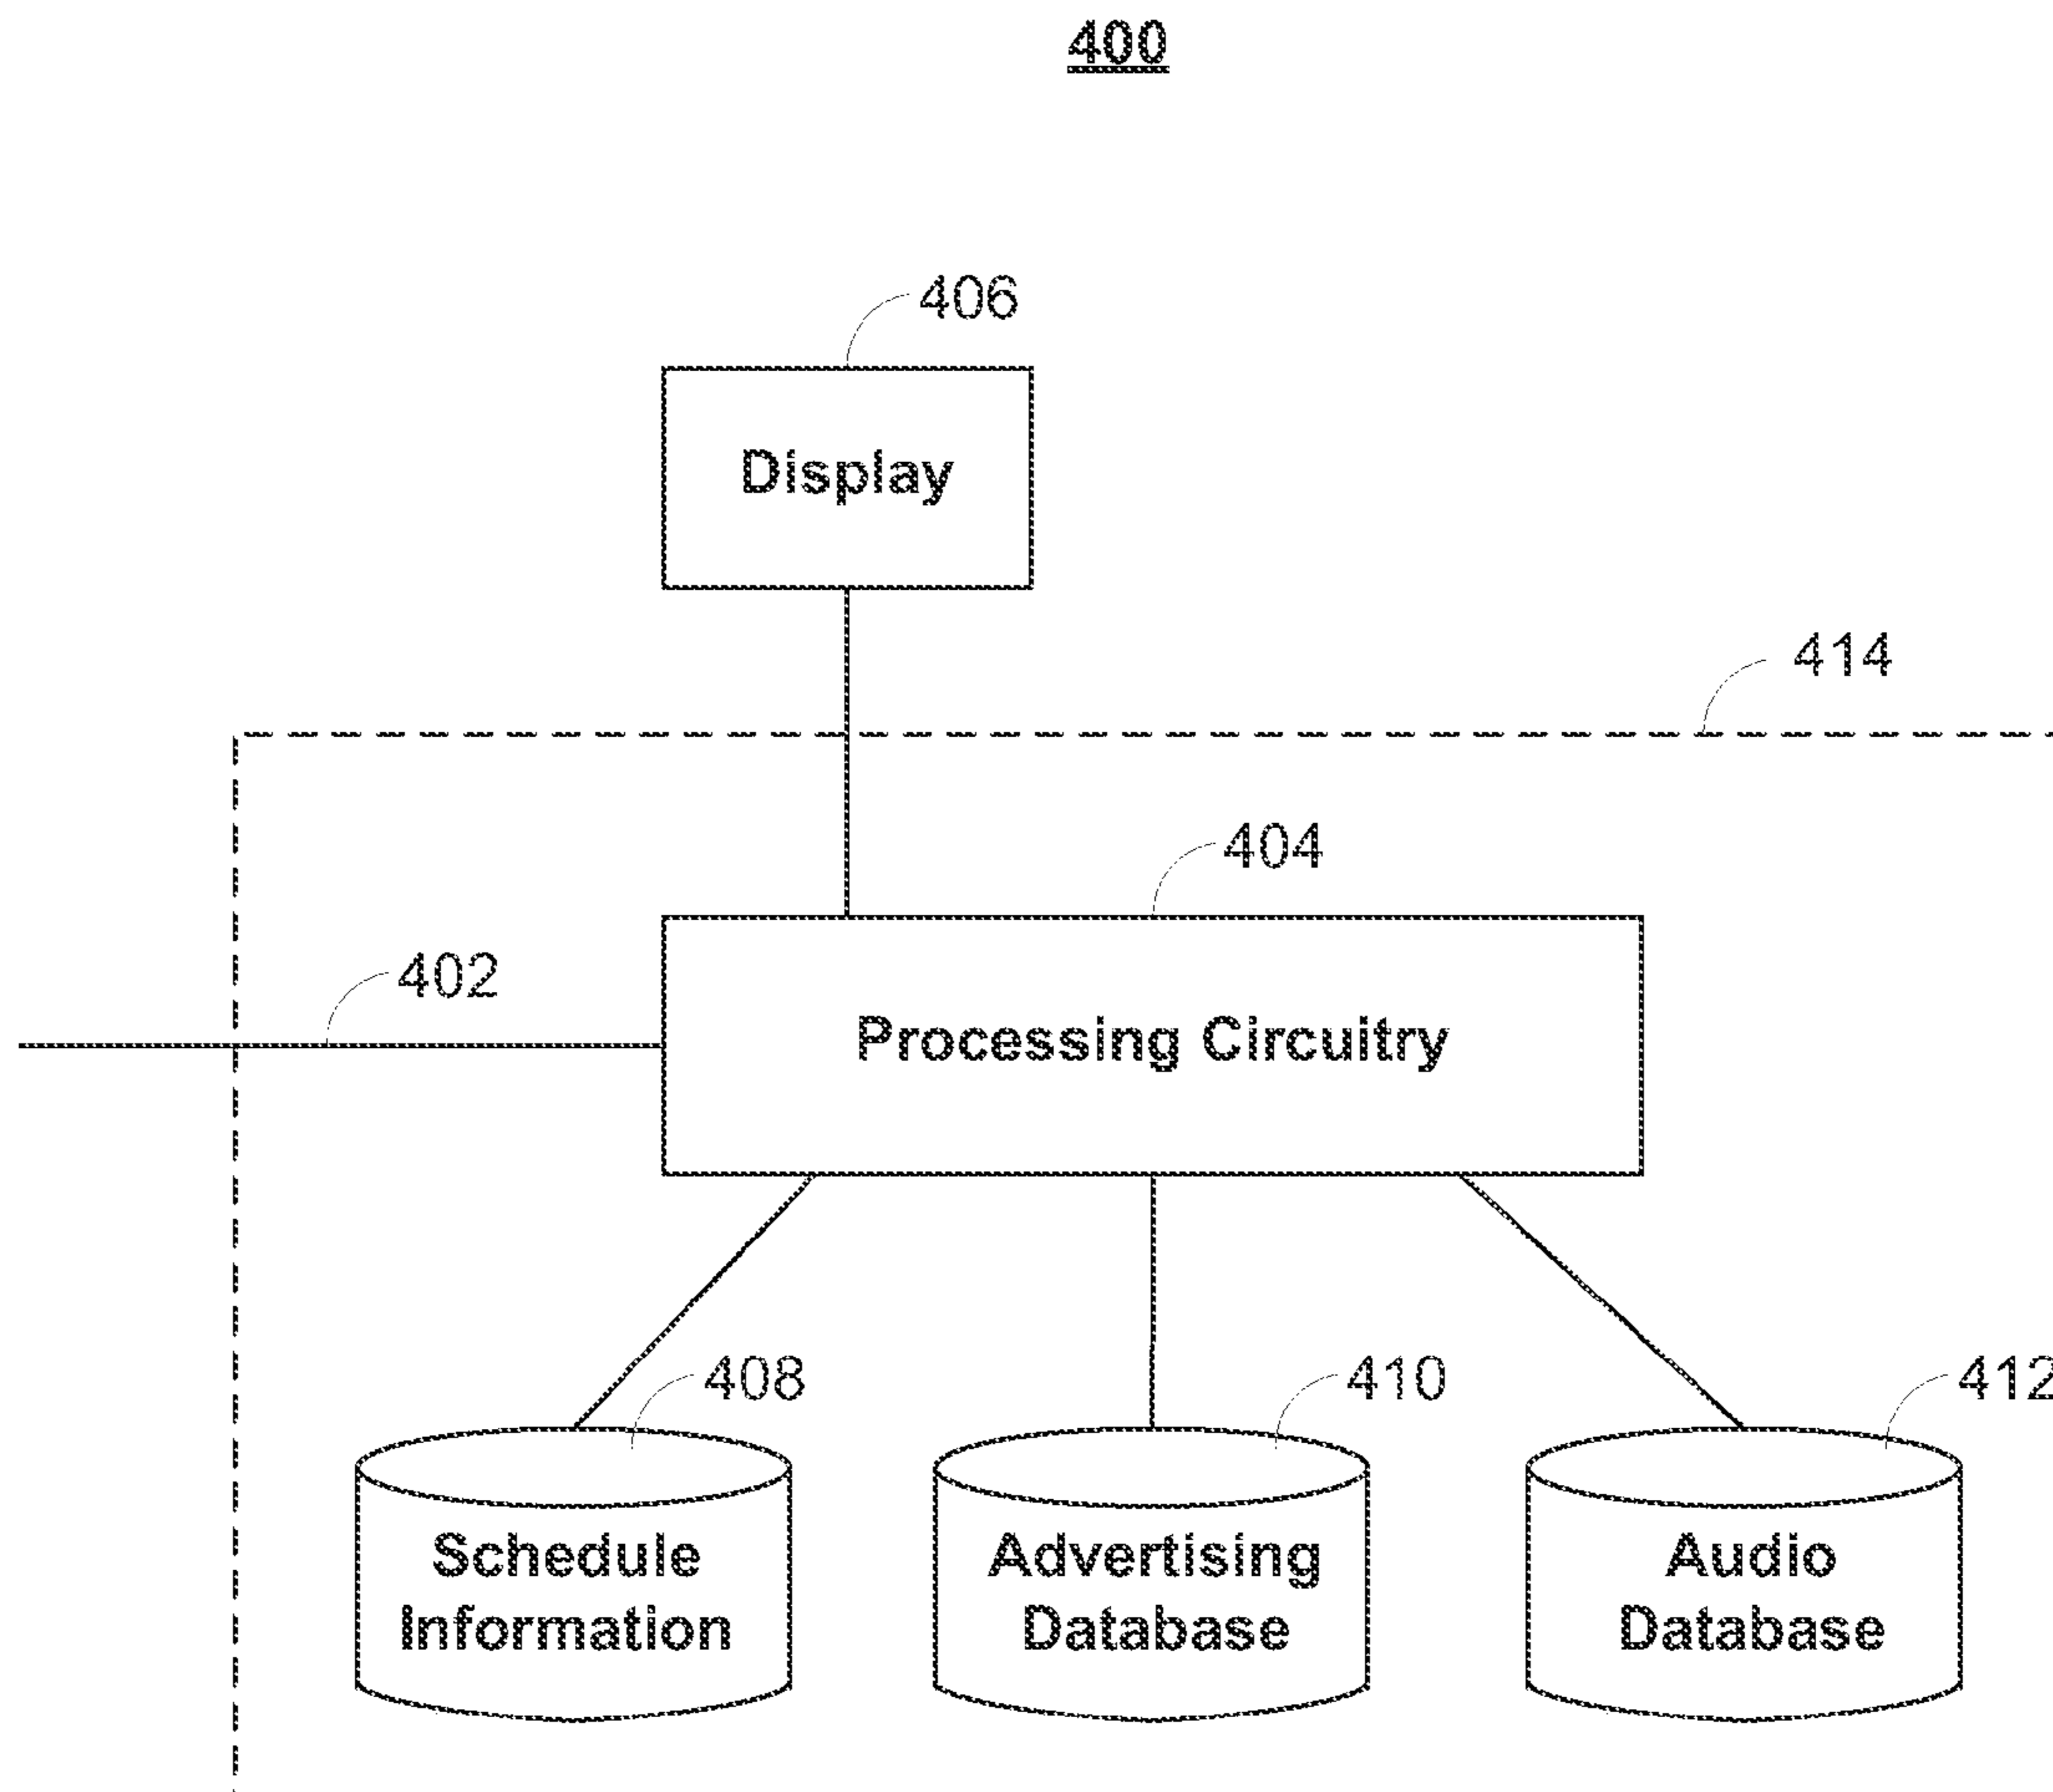 400
406
Display
414
404
402
Processing Circuitry
408
410
412
Schedule
Information
Advertising
Database
Audio
Database